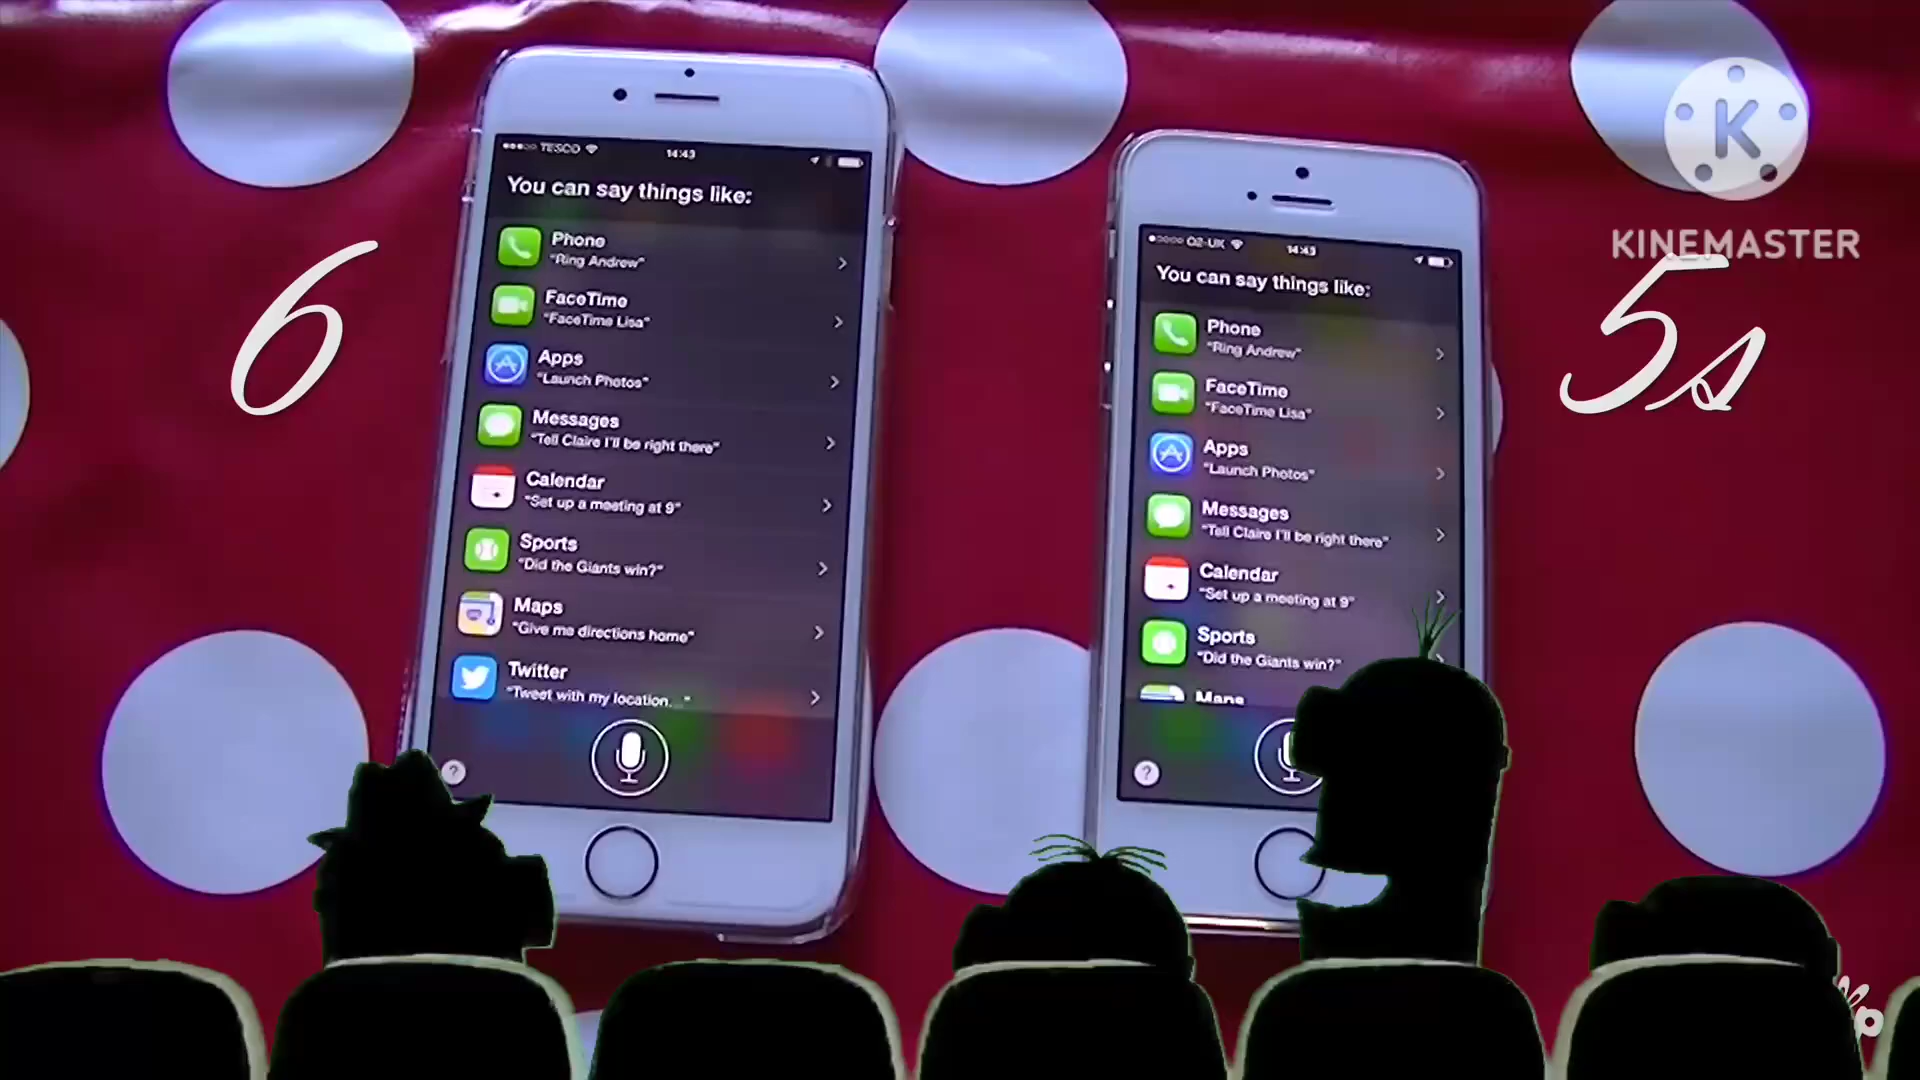 6
TESCO
14:43
You can say things like:
Phone
"Ring Andrew"
FaceTime
"FaceTime Lisa"
Apps
"Launch Photos"
Messages
"Tell Claire I'll be right there"
Calendar
"Set up a meeting at 9"
Sports
"Did the Giants win?"
Maps
"Give me directions home"
Twitter
"Tweet with my location..."
?
O2-UK
14:43
You can say things like:
Phone
"Ring Andrew"
FaceTime
"FaceTime Lisa"
Apps
"Launch Photos"
Messages
"Tell Claire I'll be right there"
Calendar
"Set up a meeting at 9"
Sports
"Did the Giants win?"
Maps
?
K
KINEMASTER
5s